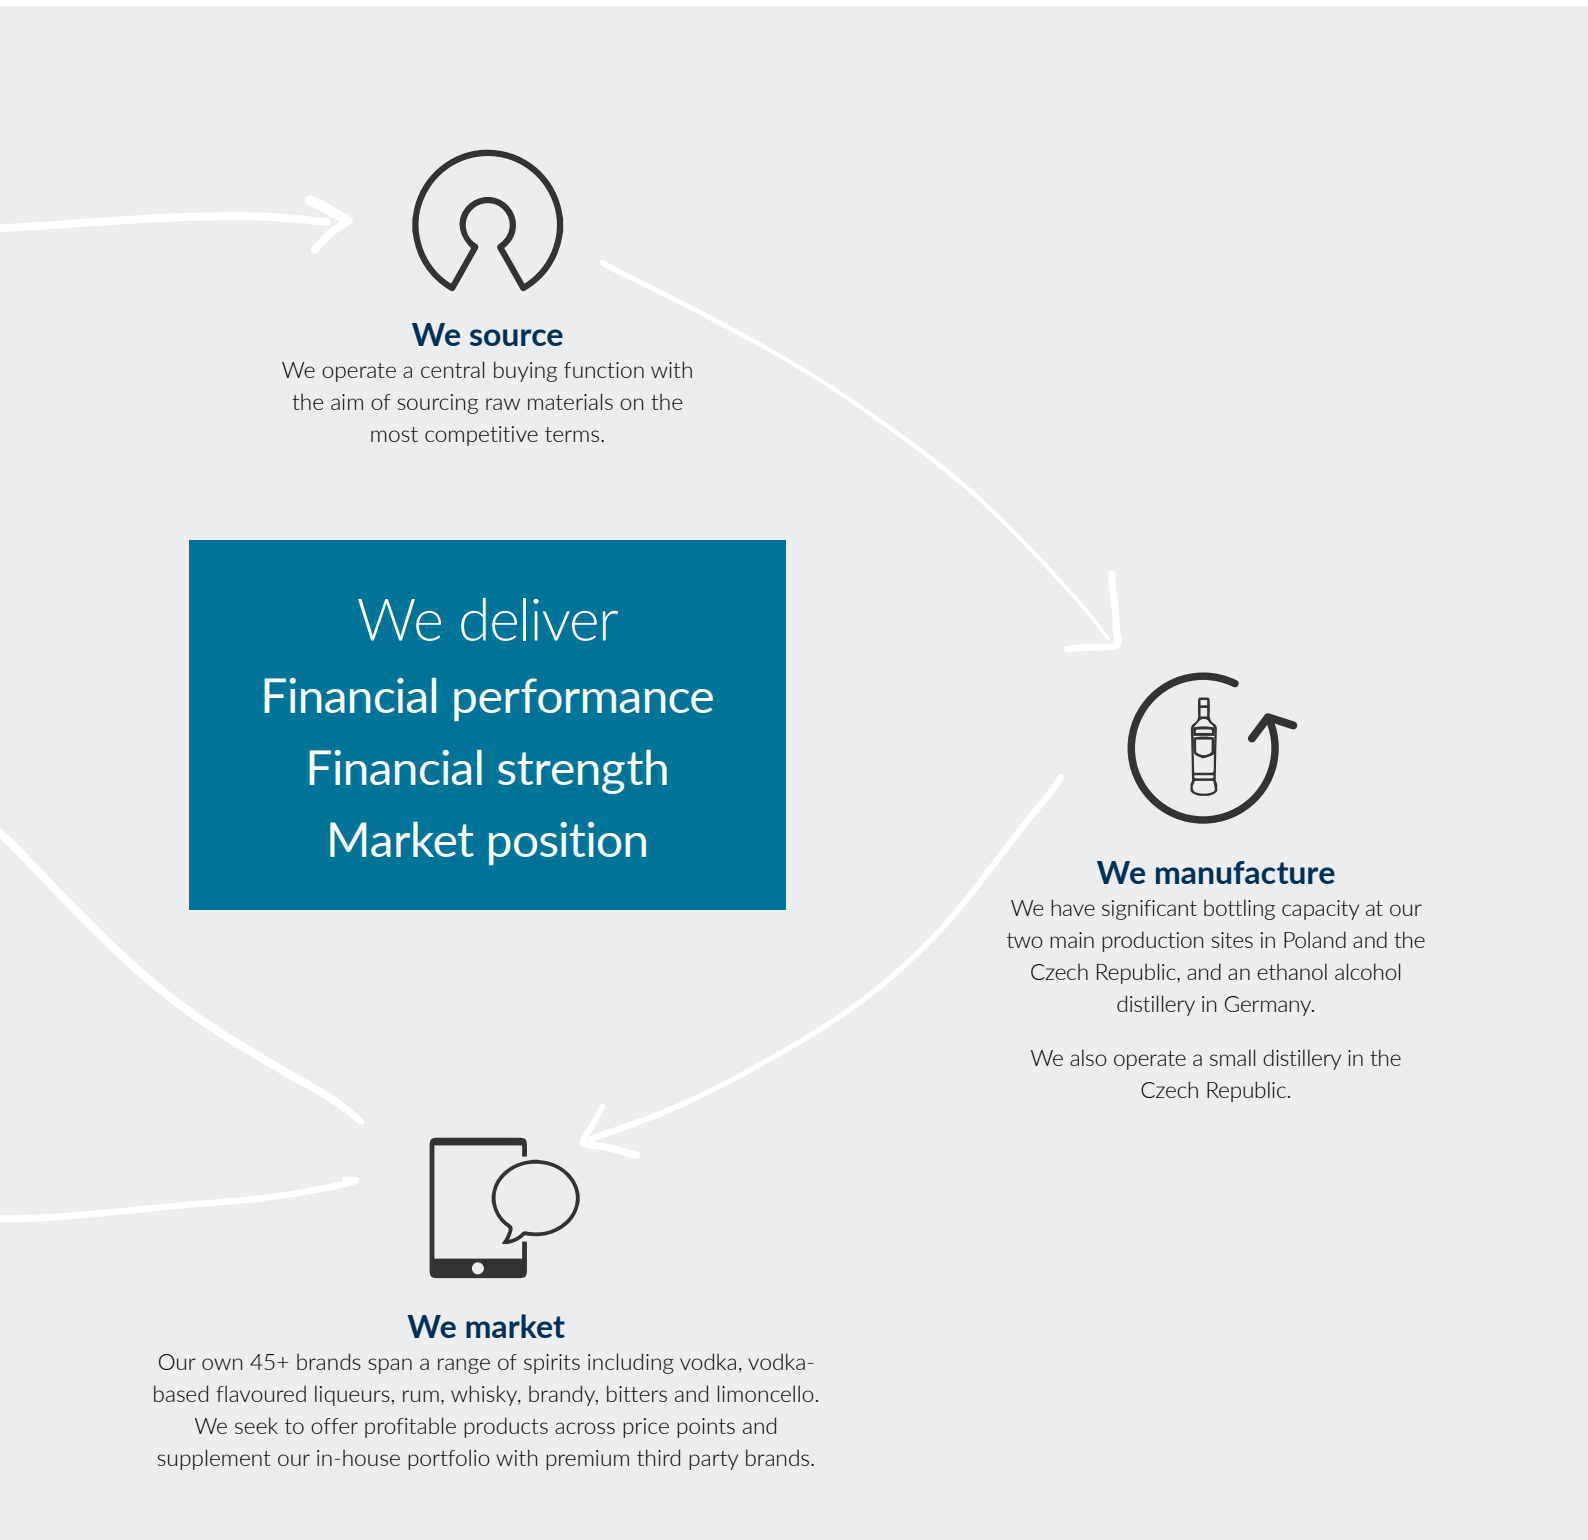 We source
We operate a central buying function with
the aim of sourcing raw materials on the
most competitive terms.
We deliver
Financial performance
Financial strength
Market position
We manufacture
We have significant bottling capacity at our
two main production sites in Poland and the
Czech Republic, and an ethanol alcohol
distillery in Germany.
We also operate a small distillery in the
Czech Republic.
We market
Our own 45+ brands span a range of spirits including vodka, vodka-
based flavoured liqueurs, rum, whisky, brandy, bitters and limoncello.
We seek to offer profitable products across price points and
supplement our in-house portfolio with premium third party brands.